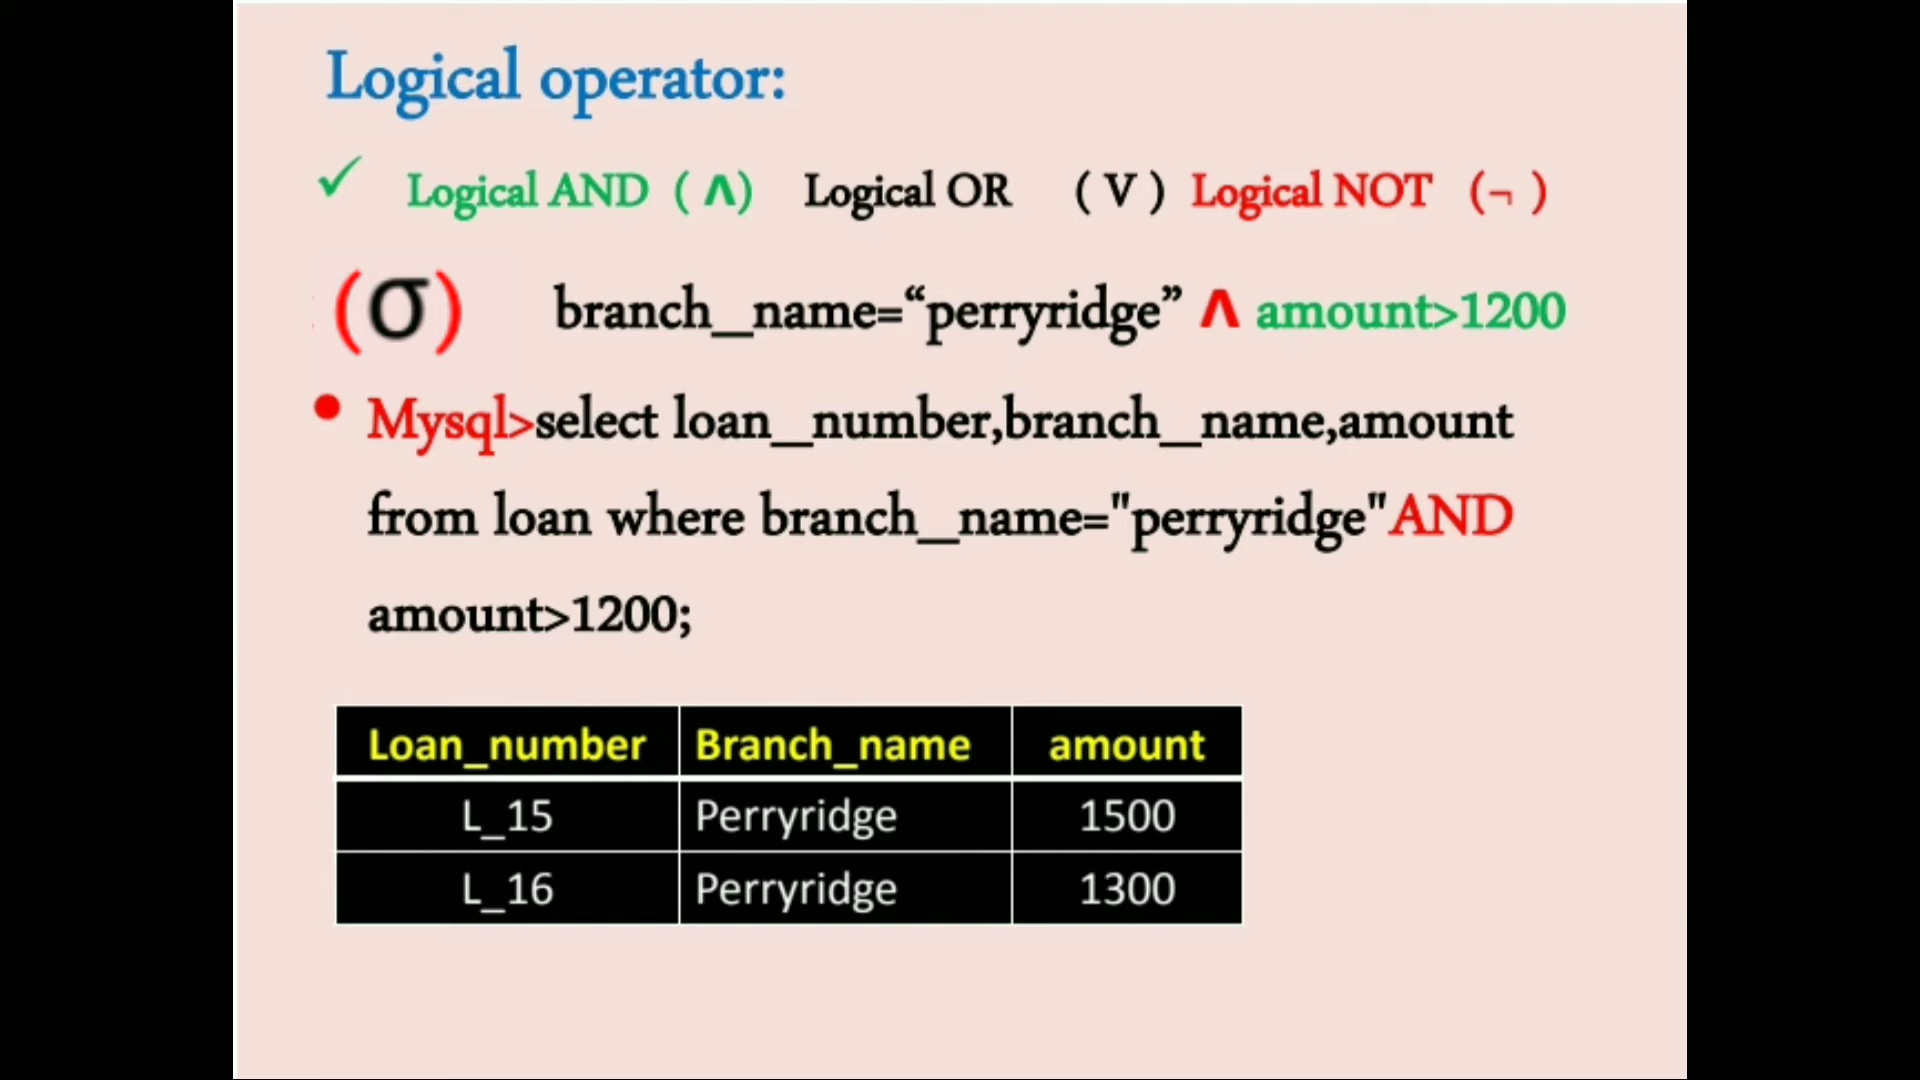 Logical operator:
✓ Logical AND ( Λ) Logical OR ( V ) Logical NOT (¬ )
(σ) branch_name=“perryridge” Λ amount>1200
• Mysql>select loan_number,branch_name,amount
from loan where branch_name="perryridge"AND
amount>1200;
Loan_number Branch_name amount
L_15 Perryridge 1500
L_16 Perryridge 1300